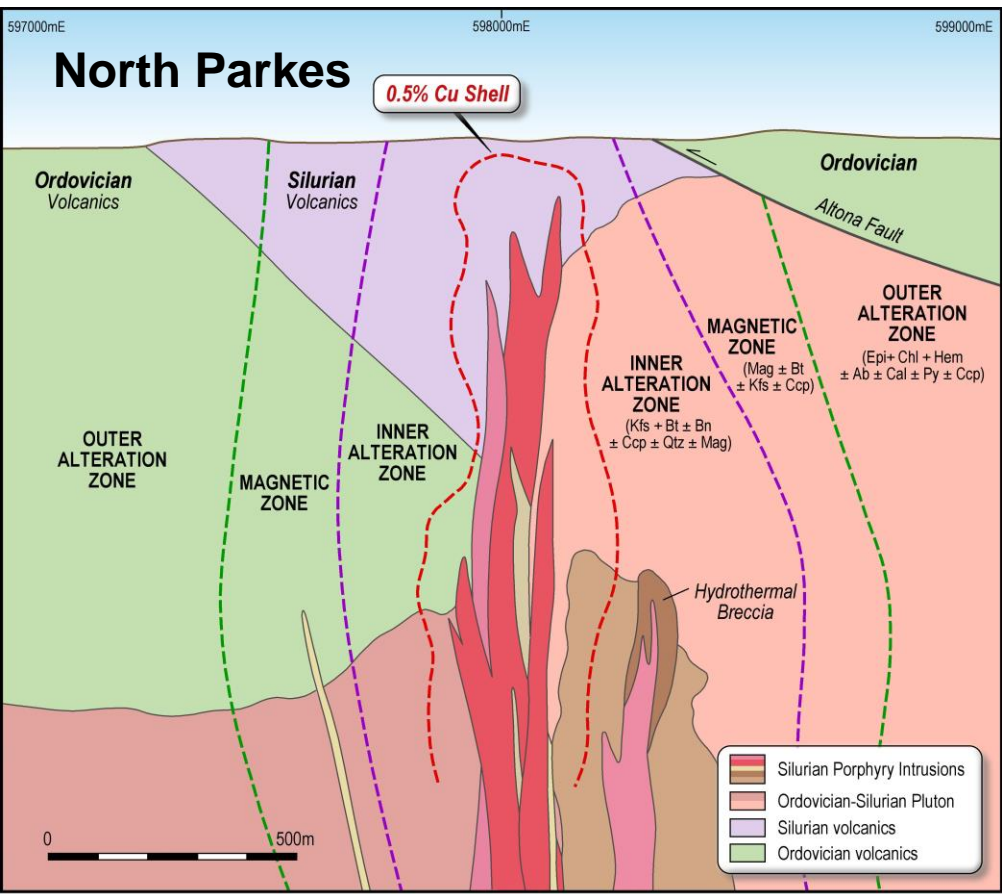 597000mE
598000mE
599000mE
North Parkes
0.5% Cu Shell
Ordovician
Volcanics
Silurian
Volcanics
Ordovician
Altona Fault
OUTER
ALTERATION
ZONE
(Epi+ Chl + Hem
± Ab ± Cal ± Py ± Ccp)
MAGNETIC
ZONE
(Mag ± Bt
± Kfs ± Ccp)
INNER
ALTERATION
ZONE
(Kfs + Bt ± Bn
± Ccp ± Qtz ± Mag)
OUTER
ALTERATION
ZONE
MAGNETIC
ZONE
INNER
ALTERATION
ZONE
Hydrothermal
Breccia
Silurian Porphyry Intrusions
Ordovician-Silurian Pluton
Silurian volcanics
Ordovician volcanics
0
500m